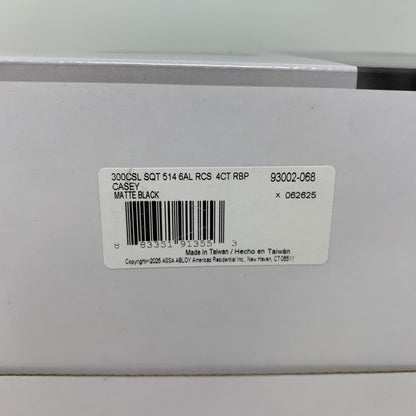 300CSL SQT 514 6AL RCS 4CT RBP 93002-068
CASEY
MATTE BLACK x 062625
8 83351 91355 3
Made in Taiwan / Hecho en Taiwán
Copyright©2025 ASSA ABLOY Americas Residential Inc., New Haven, CT 06511